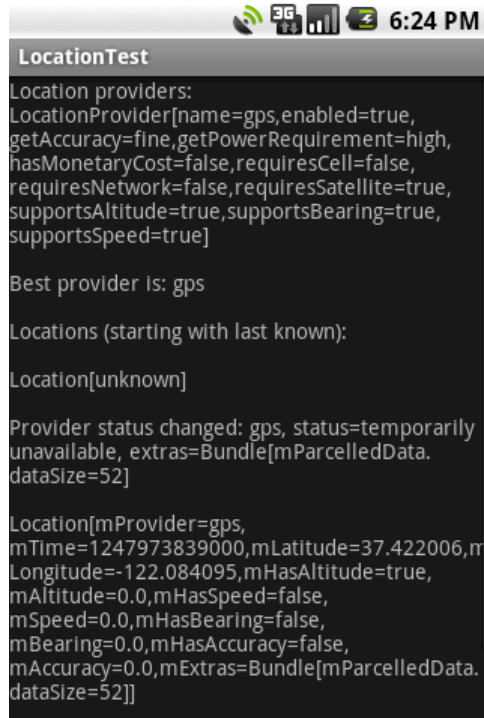 3G 6:24 PM
LocationTest
Location providers:
LocationProvider[name=gps,enabled=true,
getAccuracy=fine,getPowerRequirement=high,
hasMonetaryCost=false,requiresCell=false,
requiresNetwork=false,requiresSatellite=true,
supportsAltitude=true,supportsBearing=true,
supportsSpeed=true]
Best provider is: gps
Locations (starting with last known):
Location[unknown]
Provider status changed: gps, status=temporarily
unavailable, extras=Bundle[mParcelledData.
dataSize=52]
Location[mProvider=gps,
mTime=1247973839000,mLatitude=37.422006,m
Longitude=-122.084095,mHasAltitude=true,
mAltitude=0.0,mHasSpeed=false,
mSpeed=0.0,mHasBearing=false,
mBearing=0.0,mHasAccuracy=false,
mAccuracy=0.0,mExtras=Bundle[mParcelledData.
dataSize=52]]